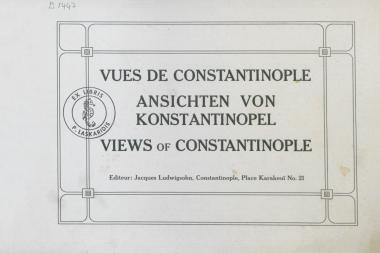 D 1447
VUES DE CONSTANTINOPLE
ANSICHTEN VON
KONSTANTINOPEL
VIEWS OF CONSTANTINOPLE
EX LIBRIS
P. LASKARIDIS
Editeur: Jacques Ludwigsohn, Constantinople, Place Karakeuï No. 21